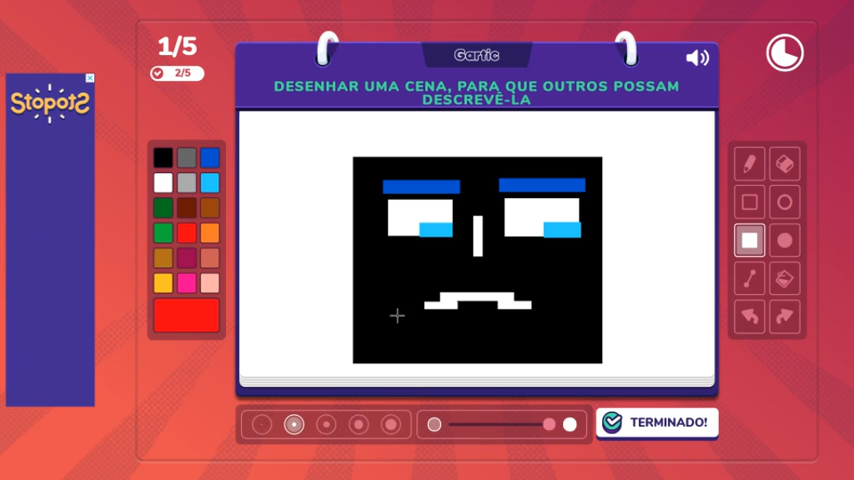 1/5
2/5
Gartic
DESENHAR UMA CENA, PARA QUE OUTROS POSSAM
DESCREVÊ-LA
StopotS
TERMINADO!